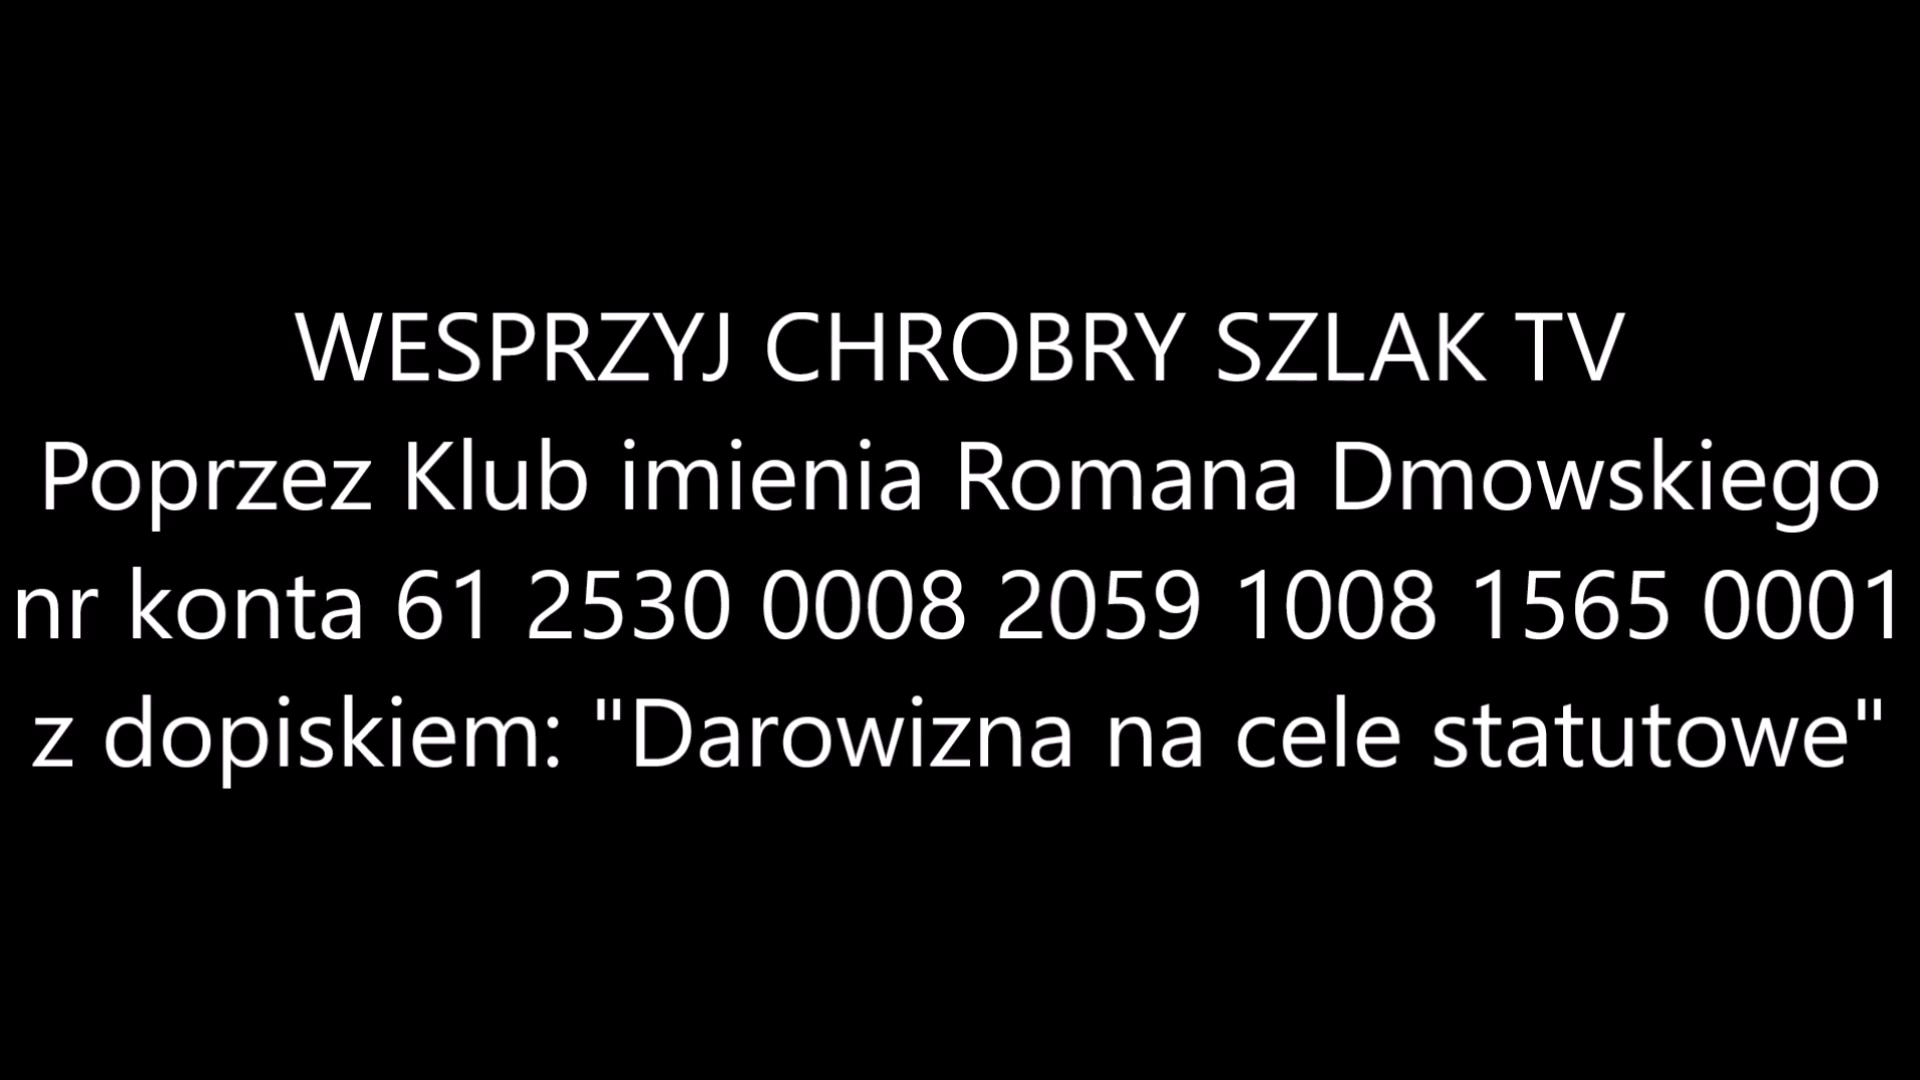 WESPRZYJ CHROBRY SZLAK TV
Poprzez Klub imienia Romana Dmowskiego
nr konta 61 2530 0008 2059 1008 1565 0001
z dopiskiem: "Darowizna na cele statutowe"